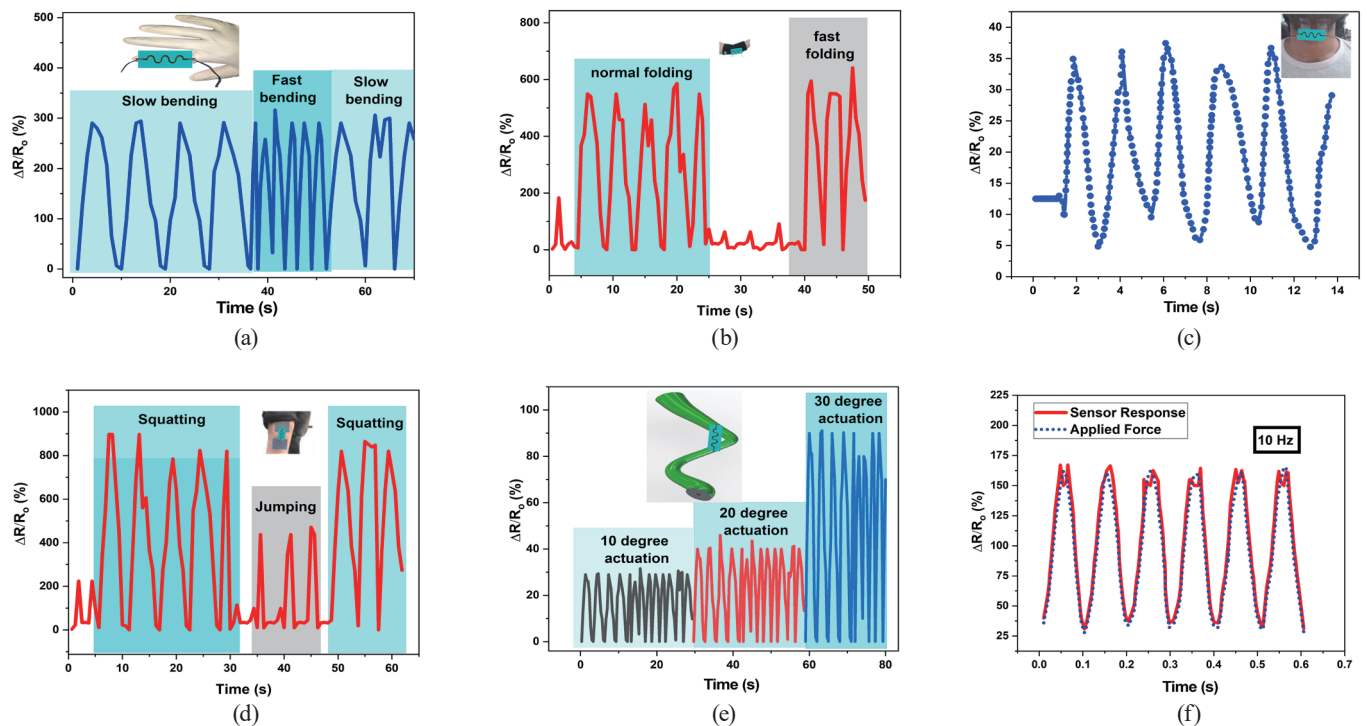 500
400
300
200
100
0
ΔR/Ro (%)
Slow bending
Fast
bending
Slow
bending
0
20
40
60
Time (s)
(a)
800
600
400
200
0
ΔR/Ro (%)
normal folding
fast
folding
0
10
20
30
40
50
Time (s)
(b)
40
35
30
25
20
15
10
5
0
ΔR/Ro (%)
0
2
4
6
8
10
12
14
Time (s)
(c)
1000
800
600
400
200
0
ΔR/Ro (%)
Squatting
Jumping
Squatting
0
10
20
30
40
50
60
Time (s)
(d)
100
80
60
40
20
0
ΔR/Ro (%)
10 degree
actuation
20 degree
actuation
30 degree
actuation
0
20
40
60
80
Time (s)
(e)
225
200
175
150
125
100
75
50
25
ΔR/Ro (%)
Sensor Response
Applied Force
10 Hz
0.0
0.1
0.2
0.3
0.4
0.5
0.6
0.7
Time (s)
(f)